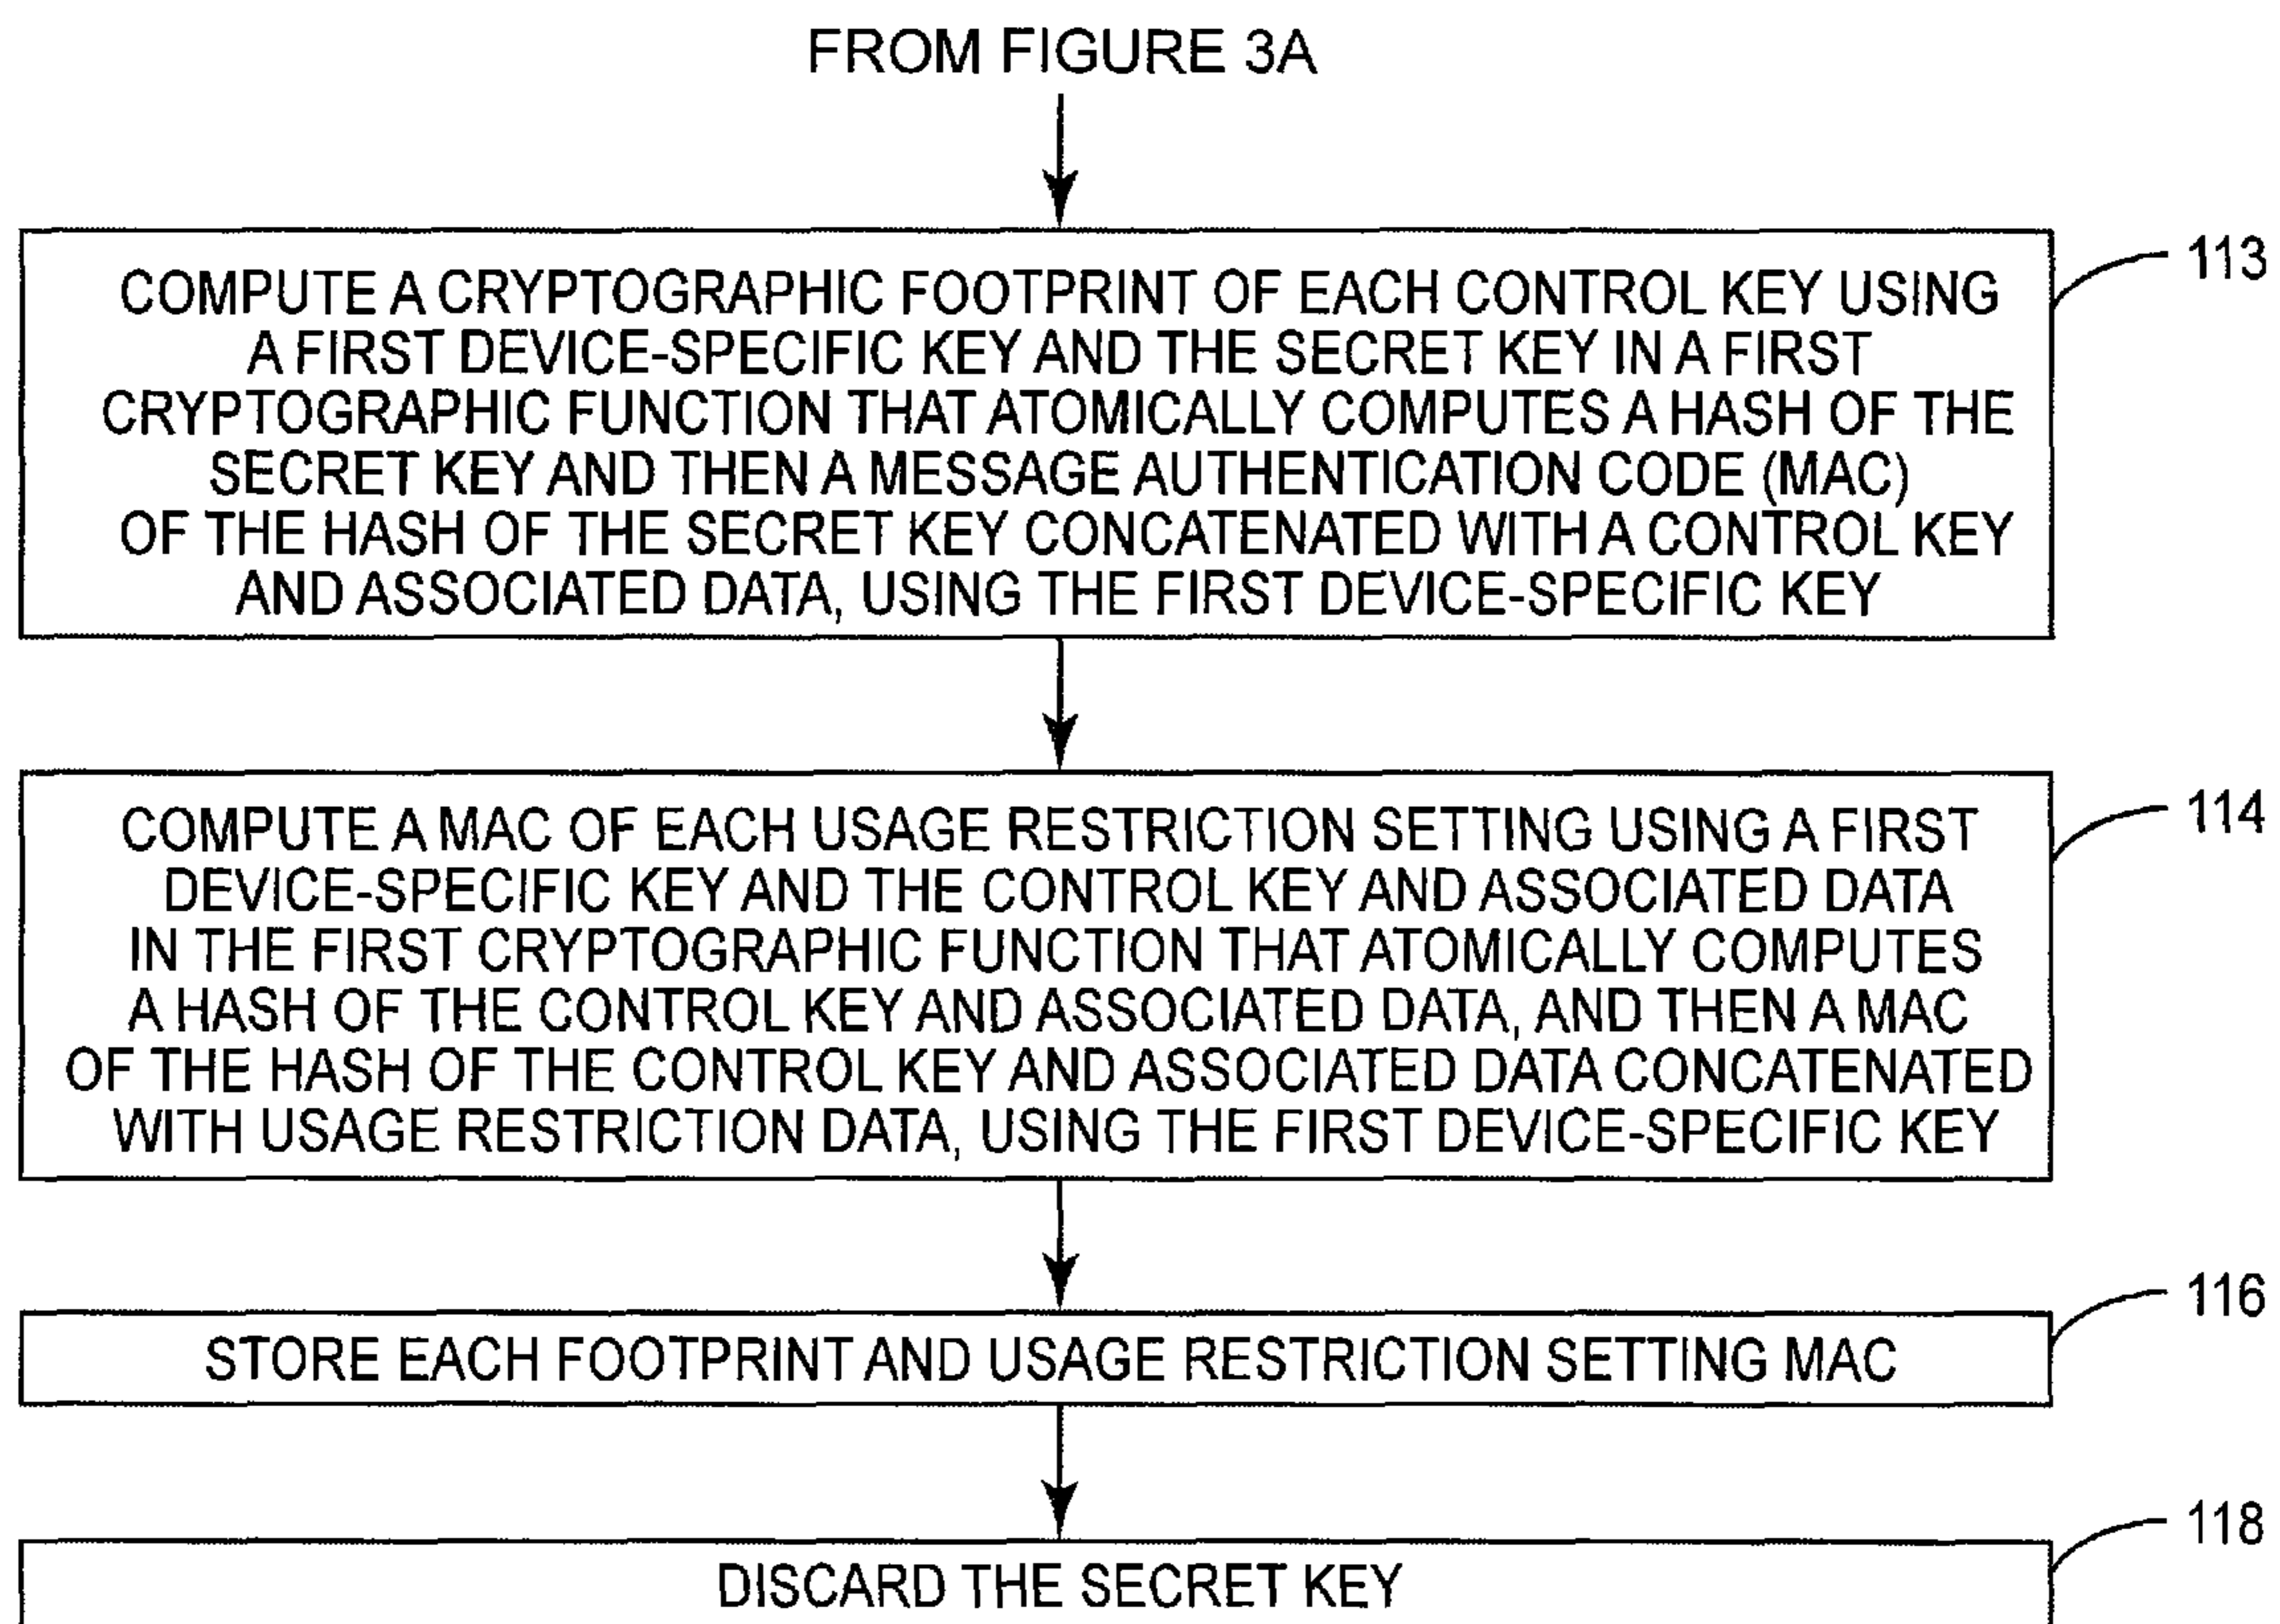 FROM FIGURE 3A
COMPUTE A CRYPTOGRAPHIC FOOTPRINT OF EACH CONTROL KEY USING
A FIRST DEVICE-SPECIFIC KEY AND THE SECRET KEY IN A FIRST
CRYPTOGRAPHIC FUNCTION THAT ATOMICALLY COMPUTES A HASH OF THE
SECRET KEY AND THEN A MESSAGE AUTHENTICATION CODE (MAC)
OF THE HASH OF THE SECRET KEY CONCATENATED WITH A CONTROL KEY
AND ASSOCIATED DATA, USING THE FIRST DEVICE-SPECIFIC KEY
113
COMPUTE A MAC OF EACH USAGE RESTRICTION SETTING USING A FIRST
DEVICE-SPECIFIC KEY AND THE CONTROL KEY AND ASSOCIATED DATA
IN THE FIRST CRYPTOGRAPHIC FUNCTION THAT ATOMICALLY COMPUTES
A HASH OF THE CONTROL KEY AND ASSOCIATED DATA, AND THEN A MAC
OF THE HASH OF THE CONTROL KEY AND ASSOCIATED DATA CONCATENATED
WITH USAGE RESTRICTION DATA, USING THE FIRST DEVICE-SPECIFIC KEY
114
STORE EACH FOOTPRINT AND USAGE RESTRICTION SETTING MAC
116
DISCARD THE SECRET KEY
118